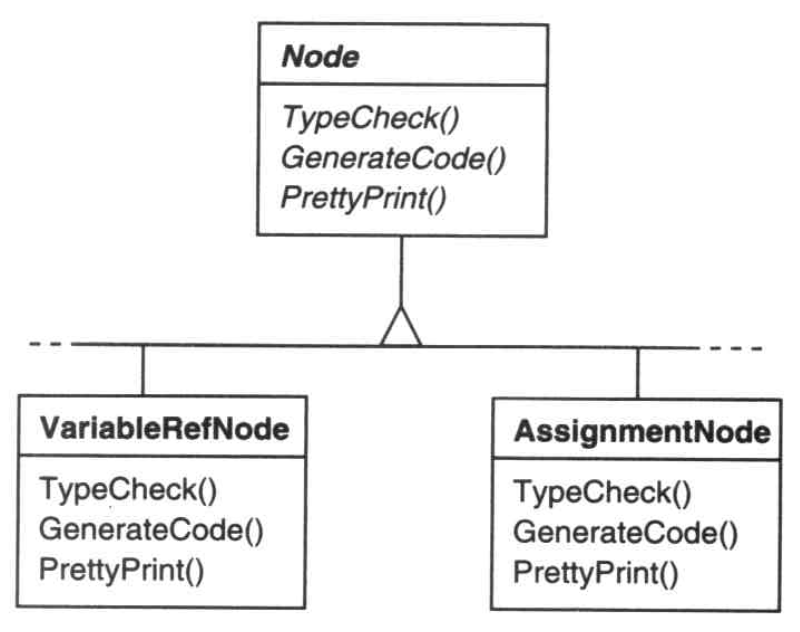 Node
TypeCheck()
GenerateCode()
PrettyPrint()
VariableRefNode
TypeCheck()
GenerateCode()
PrettyPrint()
AssignmentNode
TypeCheck()
GenerateCode()
PrettyPrint()